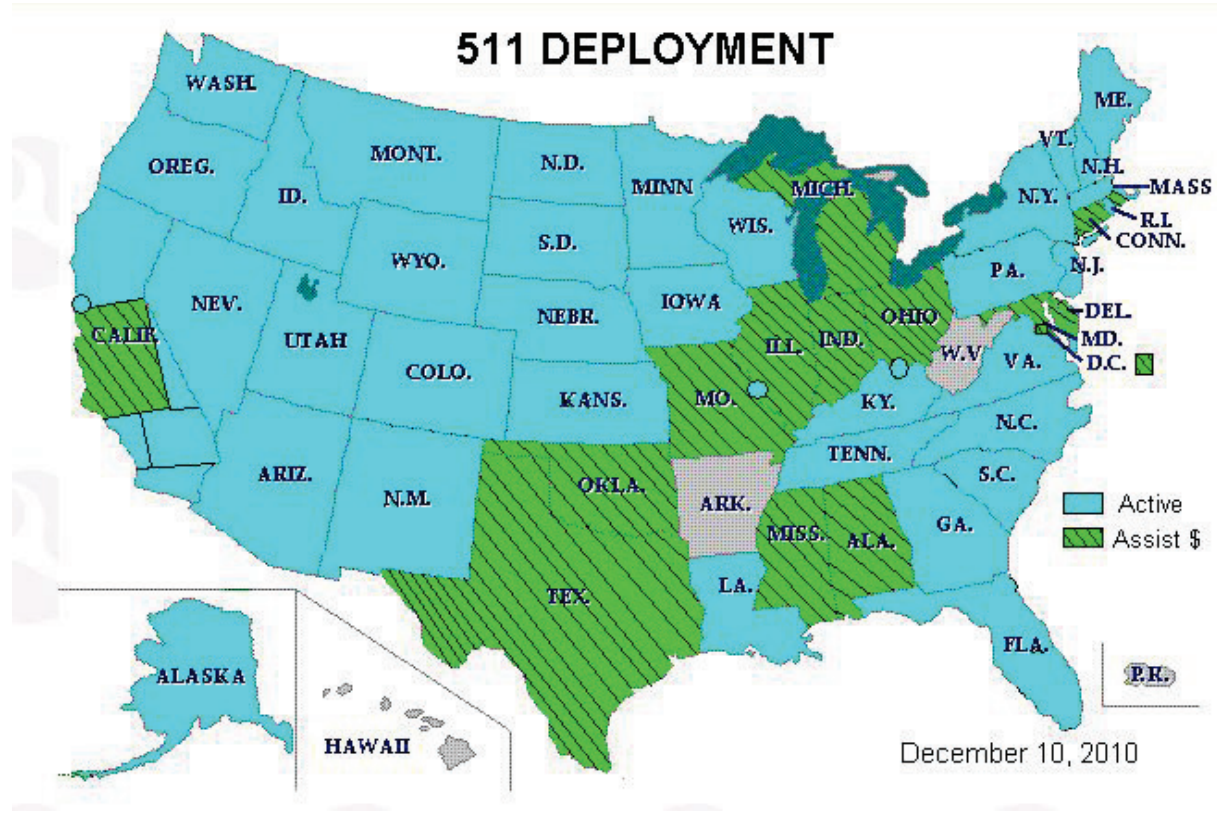 511 DEPLOYMENT
WASH.
OREG.
ID.
MONT.
N.D.
MINN
MICH.
ME.
VT.
N.H.
MASS
N.Y.
R.I.
CONN.
WIS.
S.D.
WYO.
NEV.
CALIF.
UTAH
COLO.
NEBR.
IOWA
ILL.
IND.
OHIO
PA.
N.J.
DEL.
MD.
D.C.
W.V
VA.
KY.
MO.
KANS.
N.C.
TENN.
S.C.
ARIZ.
N.M.
OKLA.
ARK.
MISS.
ALA.
GA.
Active
Assist $
TEX.
LA.
FLA.
ALASKA
HAWAII
P.R.
December 10, 2010